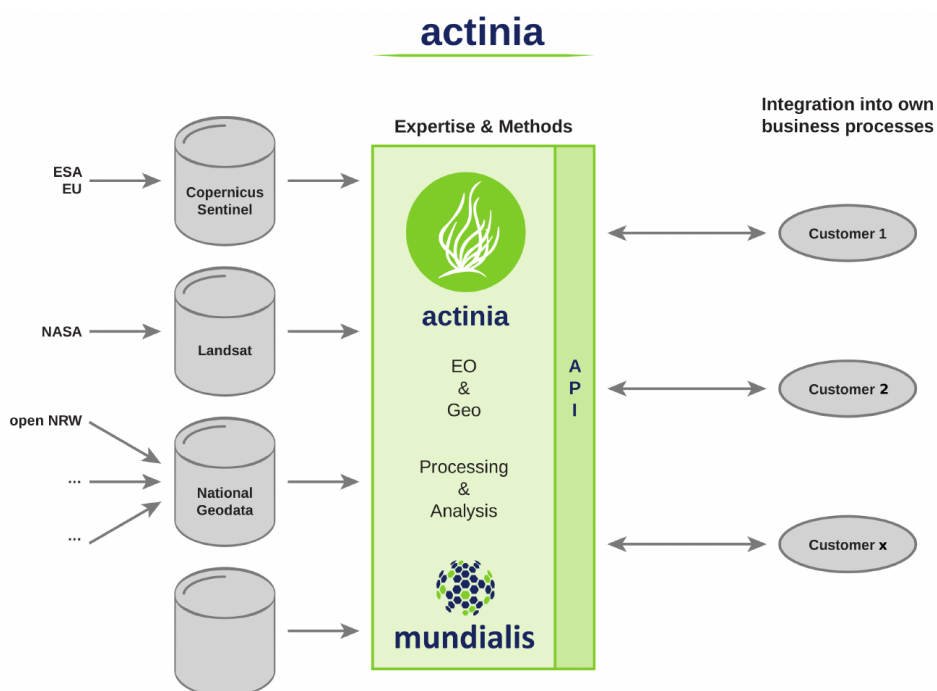 actinia
Expertise & Methods
Integration into own
business processes
ESA
EU
Copernicus
Sentinel
NASA
Landsat
open NRW
...
...
National
Geodata
actinia
EO
&
Geo
Processing
&
Analysis
mundialis
A
P
I
Customer 1
Customer 2
Customer x